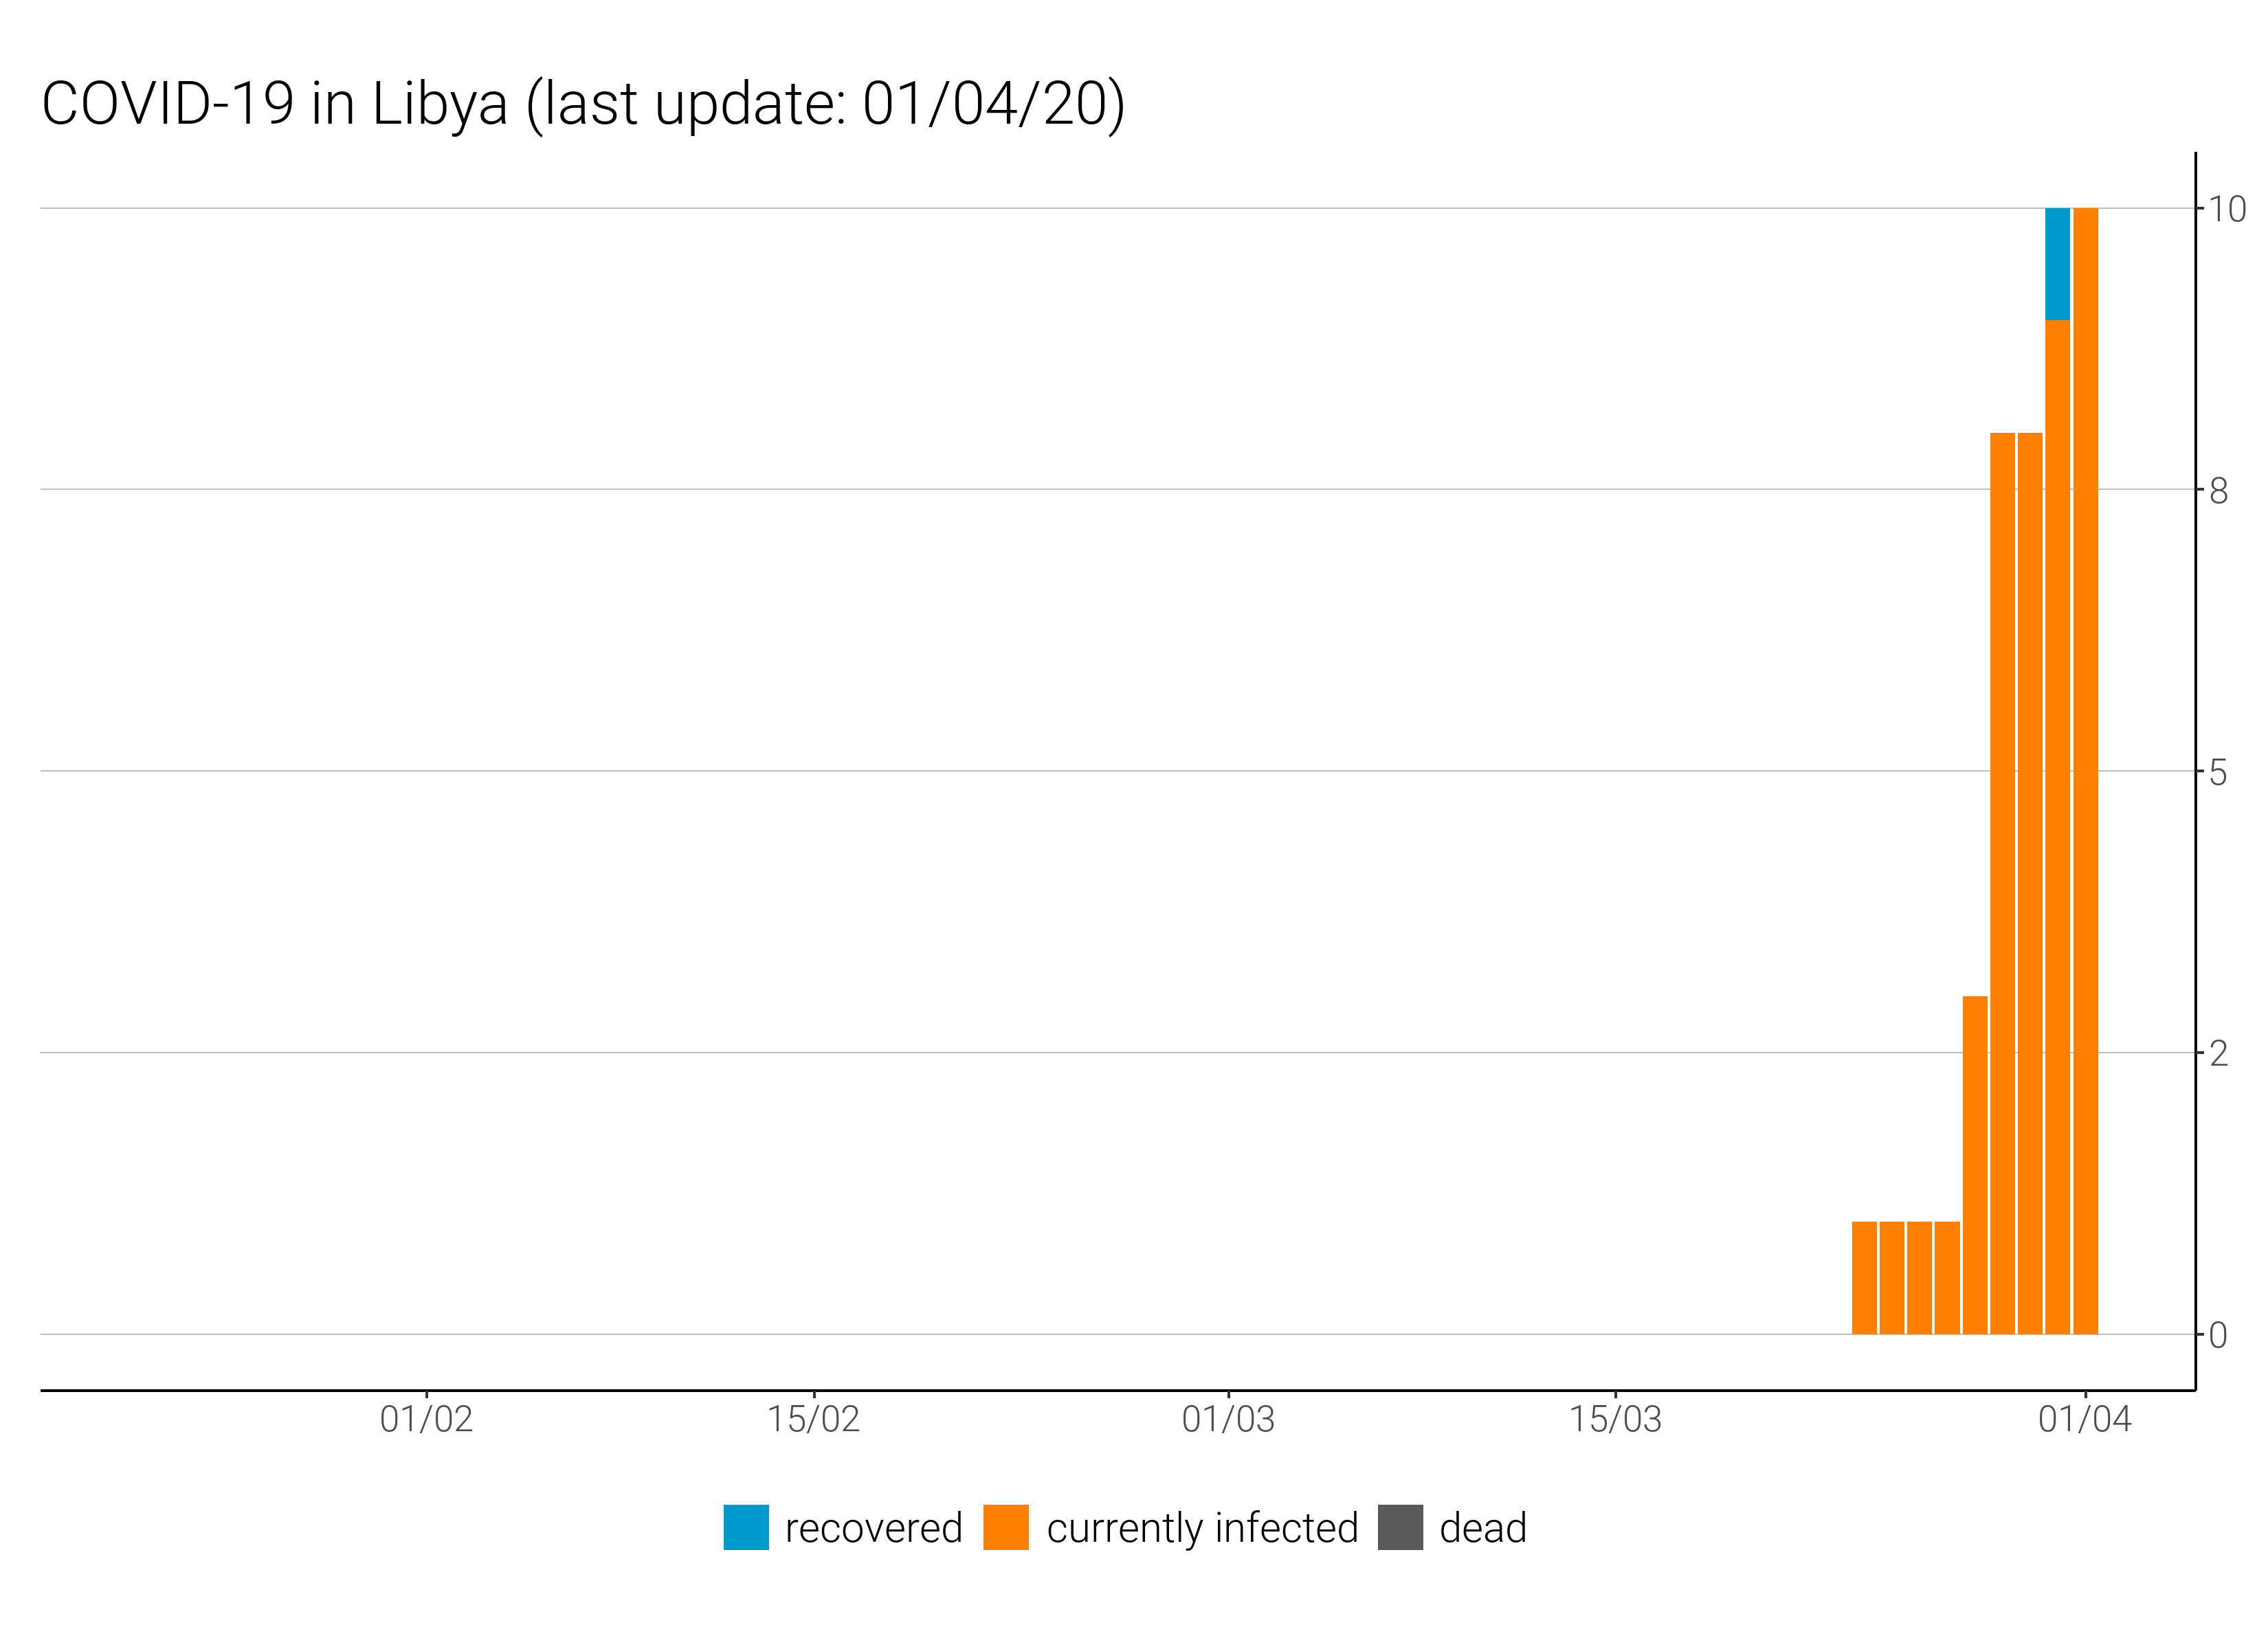 COVID-19 in Libya (last update: 01/04/20)
10
8
5
2
0
01/02 15/02 01/03 15/03 01/04
recovered currently infected dead